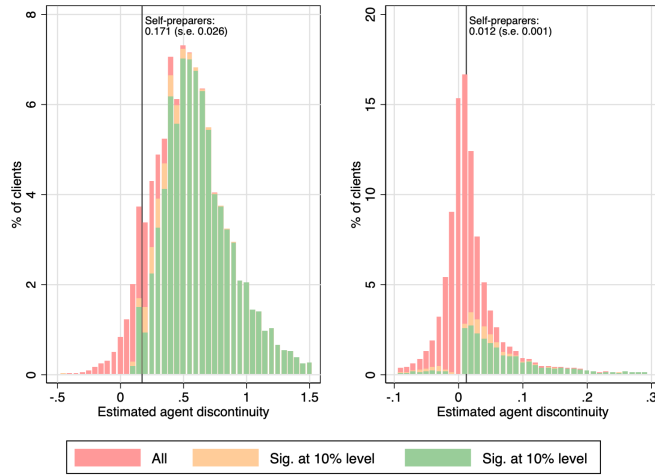 8
6
4
2
0
% of clients
Self-preparers:
0.171 (s.e. 0.026)
-.5
0
.5
1
1.5
Estimated agent discontinuity
20
15
10
5
0
% of clients
Self-preparers:
0.012 (s.e. 0.001)
-.1
0
.1
.2
.3
Estimated agent discontinuity
All
Sig. at 10% level
Sig. at 10% level